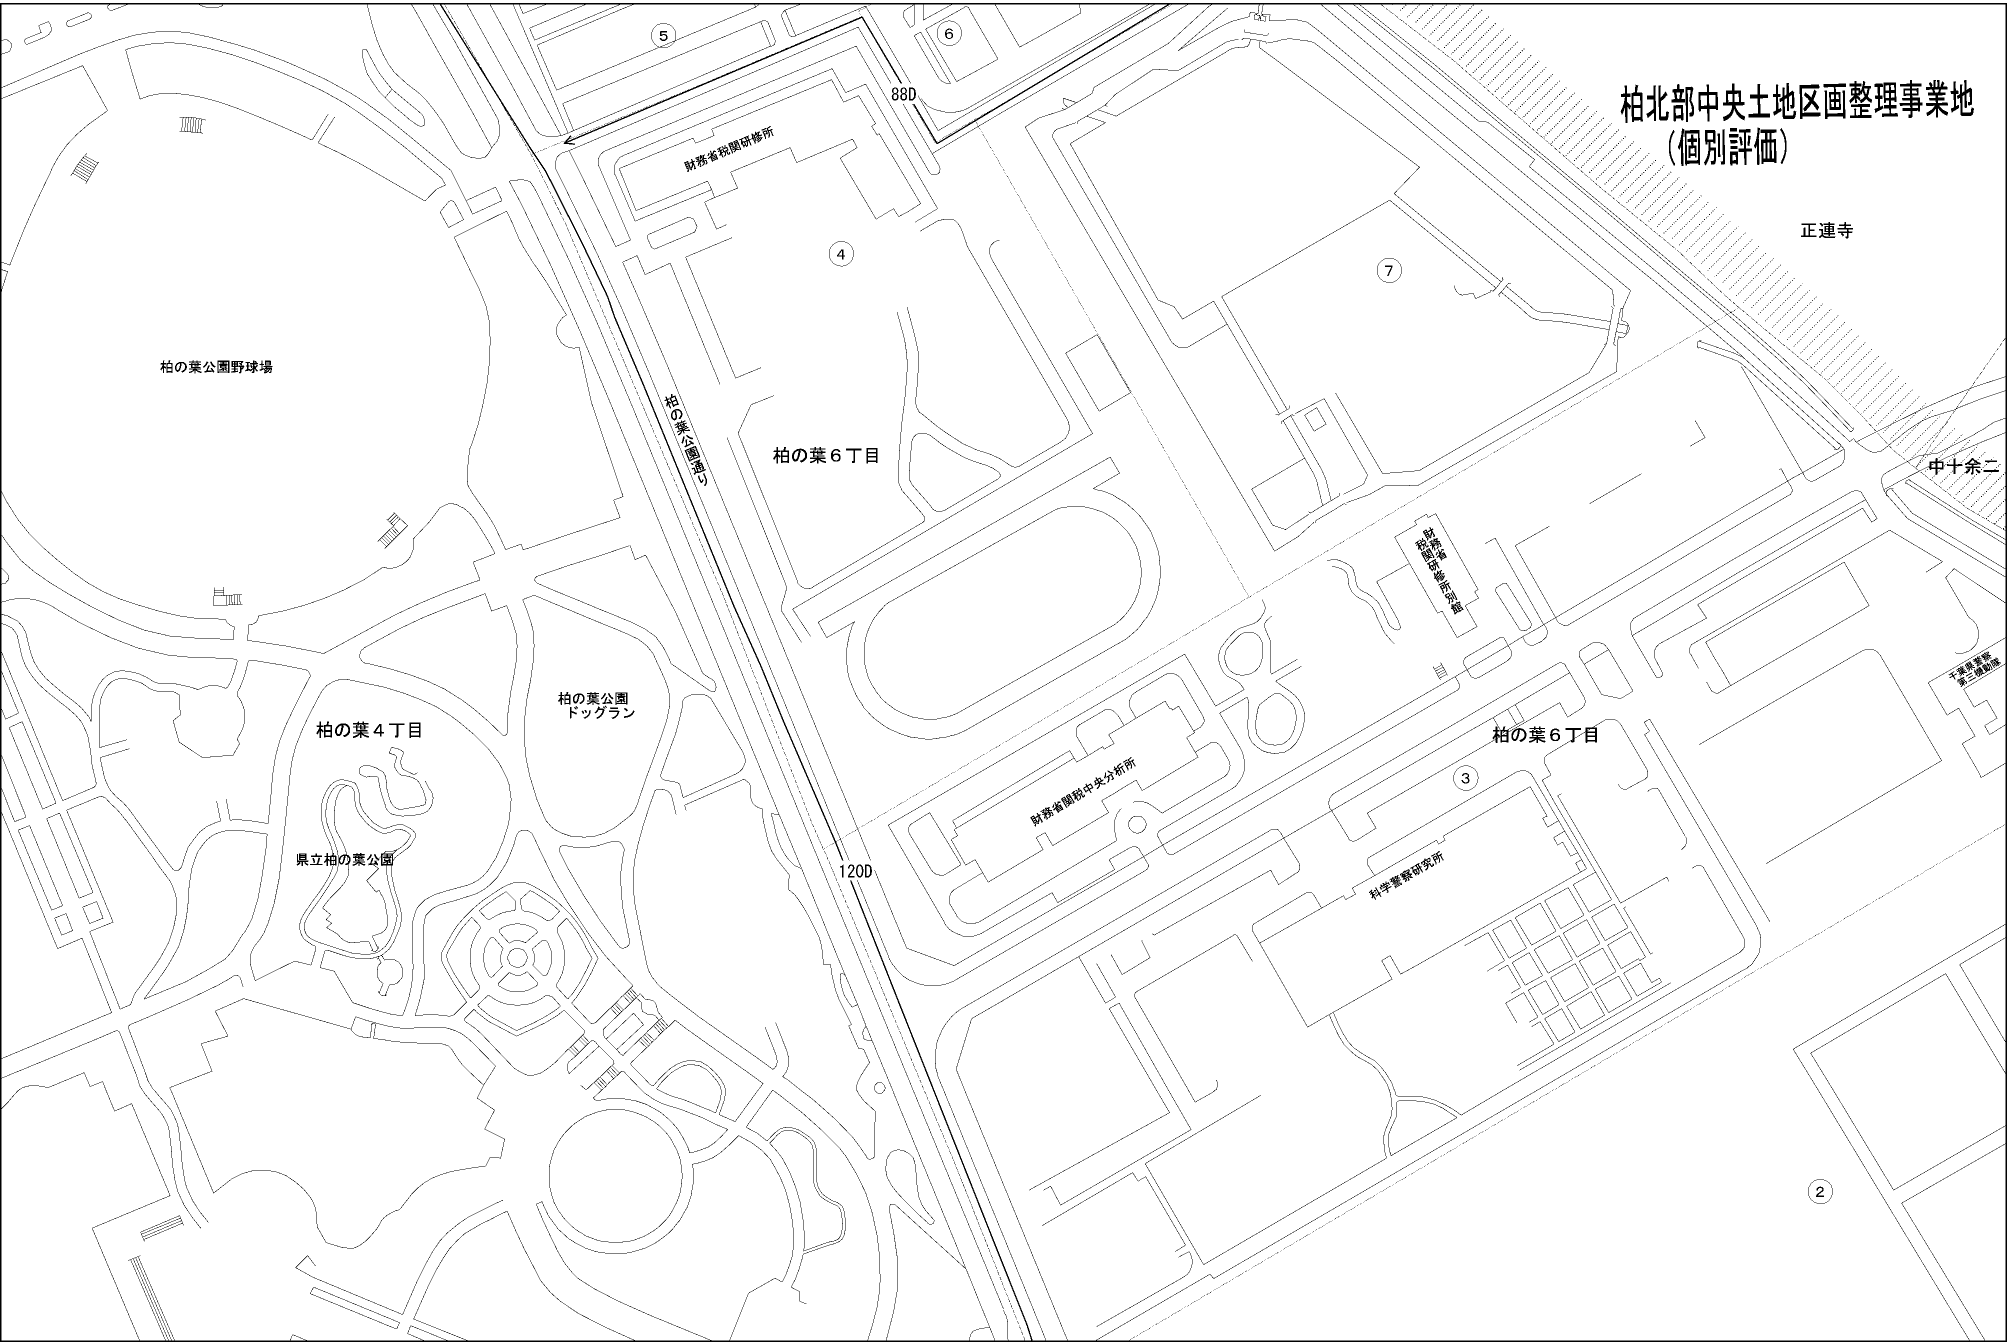 ⑤
⑥
88D
柏北部中央土地区画整理事業地
（個別評価）
財務省税関研修所
正連寺
④
⑦
柏の葉公園野球場
柏の葉公園通り
柏の葉６丁目
中十余二
財務省
税関研修所別館
千葉県警察
第三機動隊
柏の葉公園
ドッグラン
柏の葉４丁目
柏の葉６丁目
③
財務省関税中央分析所
県立柏の葉公園
120D
科学警察研究所
②